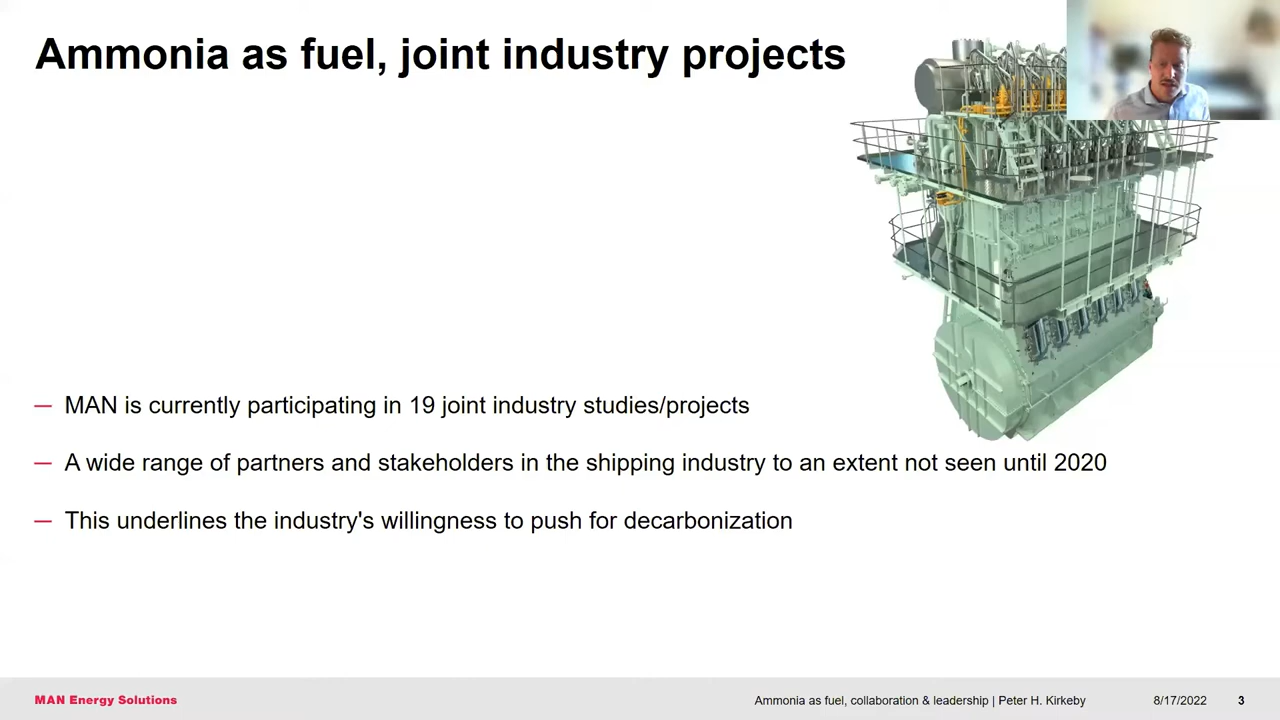 Ammonia as fuel, joint industry projects
— MAN is currently participating in 19 joint industry studies/projects
— A wide range of partners and stakeholders in the shipping industry to an extent not seen until 2020
— This underlines the industry's willingness to push for decarbonization
MAN Energy Solutions
Ammonia as fuel, collaboration & leadership | Peter H. Kirkeby
8/17/2022
3